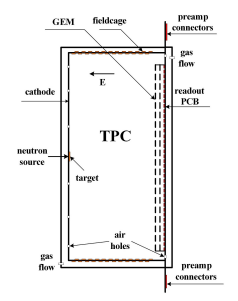 preamp
connectors
GEM
fieldcage
gas
flow
E
cathode
readout
PCB
TPC
neutron
source
target
air
holes
gas
flow
preamp
connectors